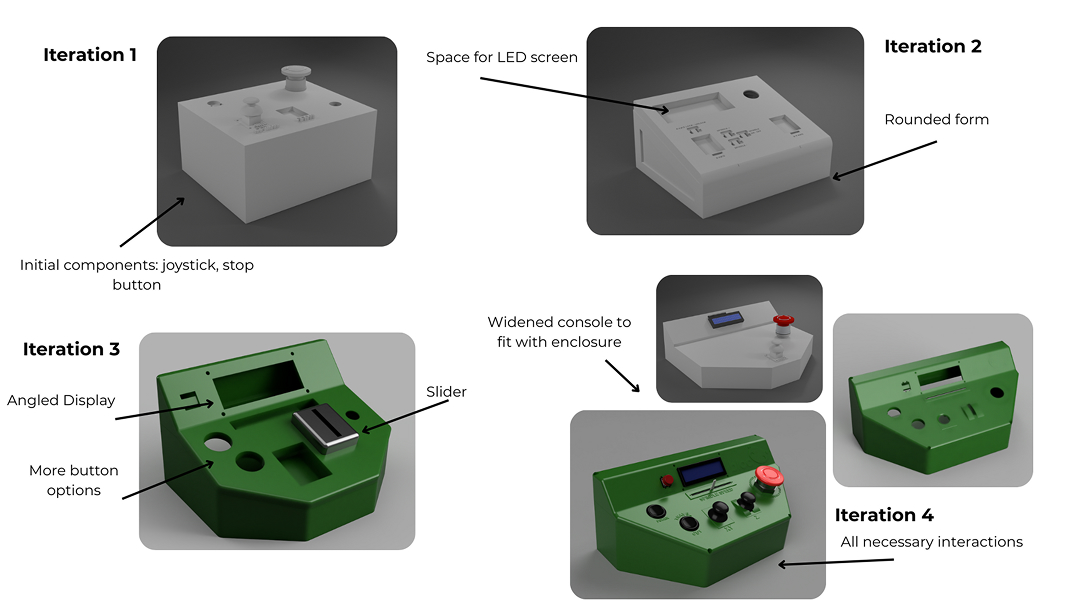 Iteration 1
Initial components: joystick, stop
button
Space for LED screen
Iteration 2
Rounded form
Iteration 3
Angled Display
More button
options
Slider
Widened console to
fit with enclosure
Iteration 4
All necessary interactions